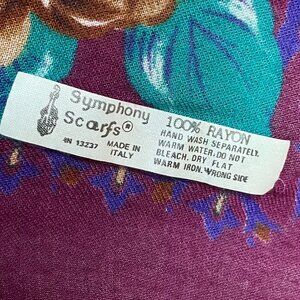 Symphony
Scarfs®
RN 13237 MADE IN
ITALY
100% RAYON
HAND WASH SEPARATELY.
WARM WATER. DO NOT
BLEACH. DRY FLAT
WARM IRON. WRONG SIDE